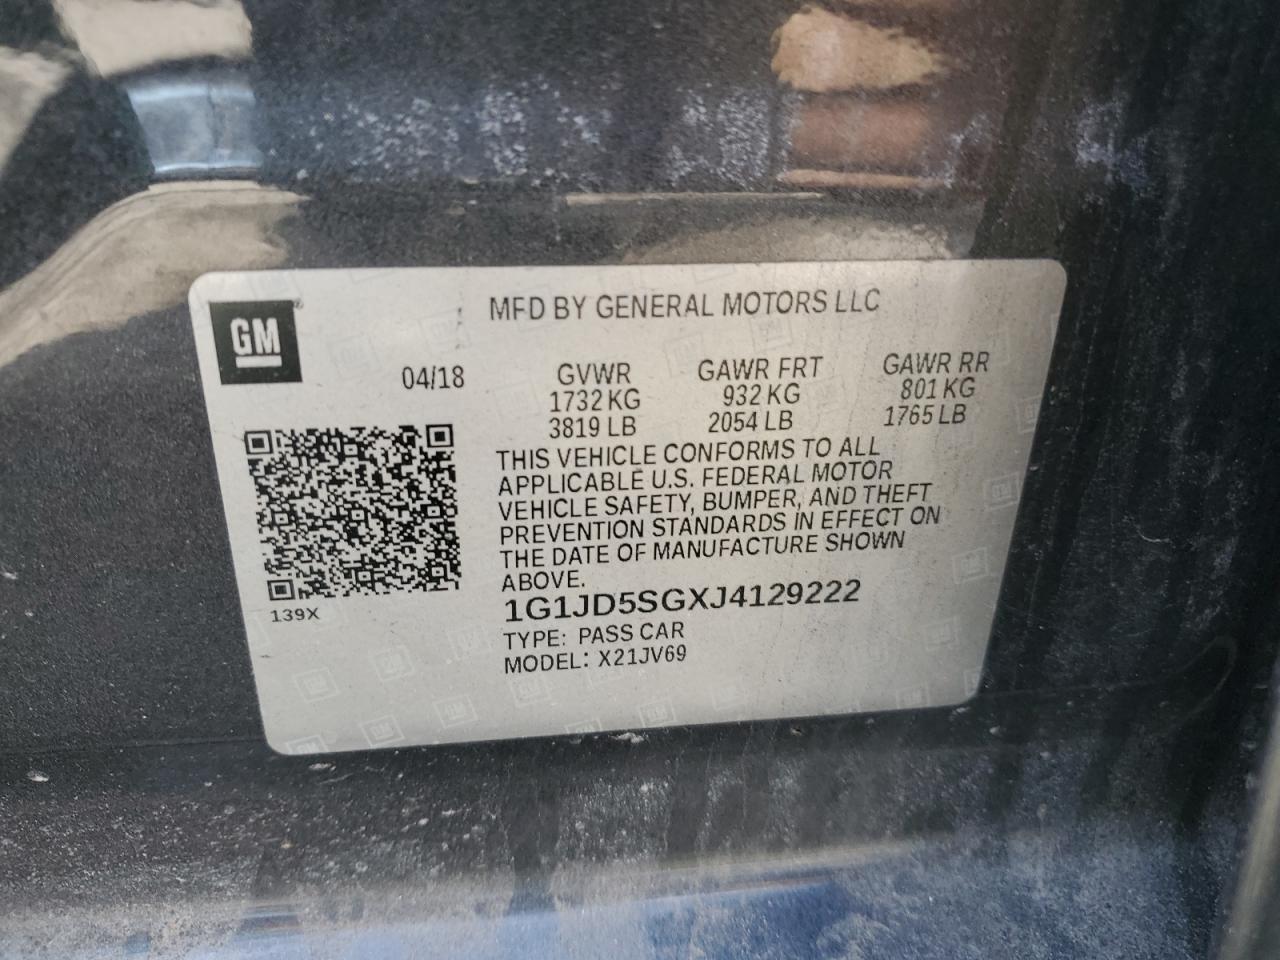 MFD BY GENERAL MOTORS LLC
GM
04/18
GVWR GAWR FRT GAWR RR
1732 KG 932 KG 801 KG
3819 LB 2054 LB 1765 LB
THIS VEHICLE CONFORMS TO ALL
APPLICABLE U.S. FEDERAL MOTOR
VEHICLE SAFETY, BUMPER, AND THEFT
PREVENTION STANDARDS IN EFFECT ON
THE DATE OF MANUFACTURE SHOWN
ABOVE.
139X
1G1JD5SGXJ4129222
TYPE: PASS CAR
MODEL: X21JV69